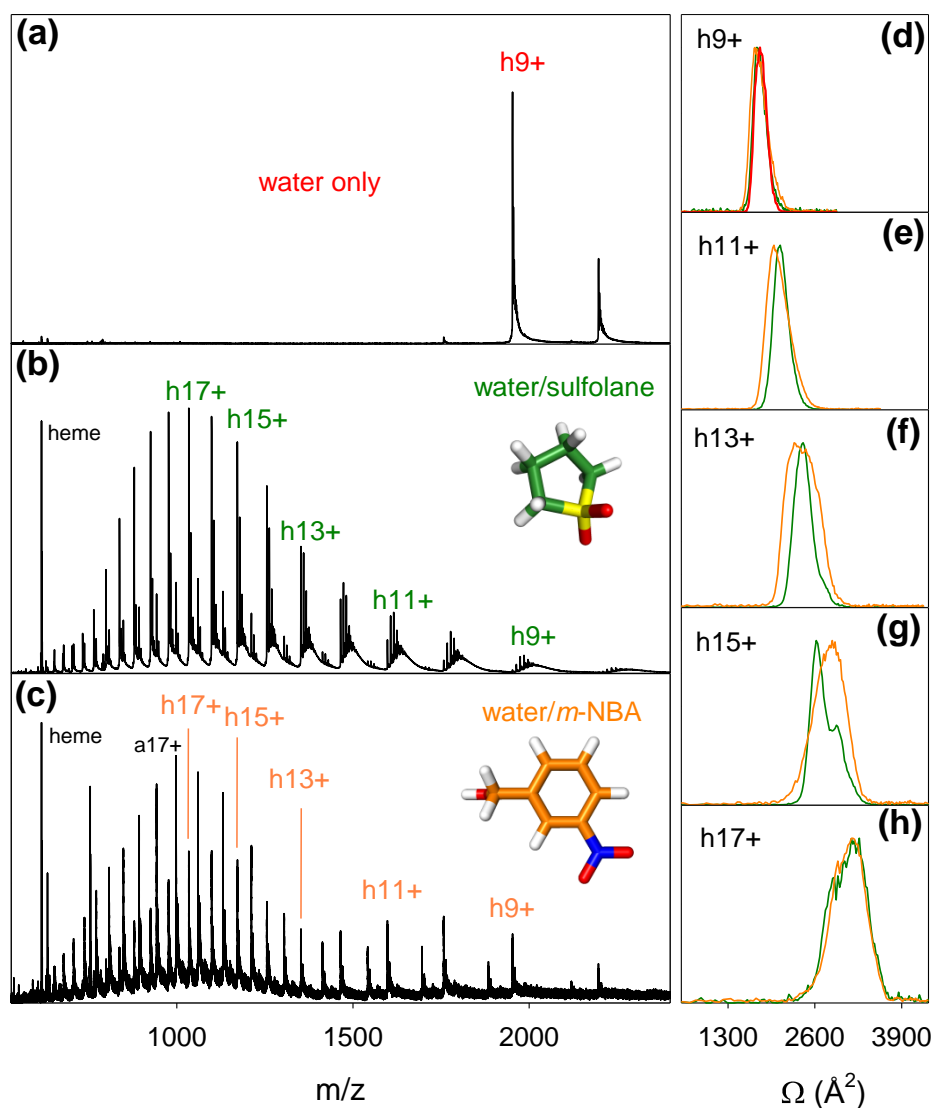 (a)
h9+
water only
(b)
h17+
water/sulfolane
h15+
heme
h13+
h11+
h9+
(c)
h17+
water/m-NBA
h15+
heme
a17+
h13+
h11+
h9+
1000 1500 2000
m/z
h9+ (d)
h11+ (e)
h13+ (f)
h15+ (g)
h17+ (h)
1300 2600 3900
Ω (Å²)